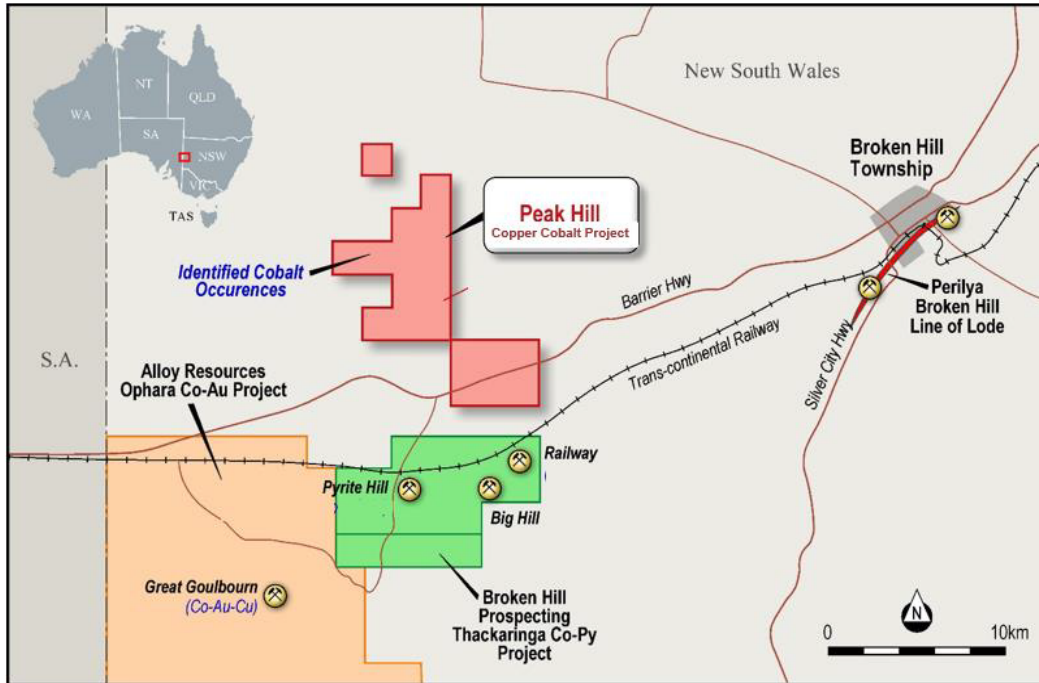 NT
QLD
WA
SA
NSW
VIC
TAS
New South Wales
Broken Hill
Township
Peak Hill
Copper Cobalt Project
Identified Cobalt
Occurences
Barrier Hwy
Perilya
Broken Hill
Line of Lode
Trans-continental Railway
Silver City Hwy
S.A.
Alloy Resources
Ophara Co-Au Project
Railway
Pyrite Hill
Big Hill
Great Goulbourn
(Co-Au-Cu)
Broken Hill
Prospecting
Thackaringa Co-Py
Project
N
0 10km